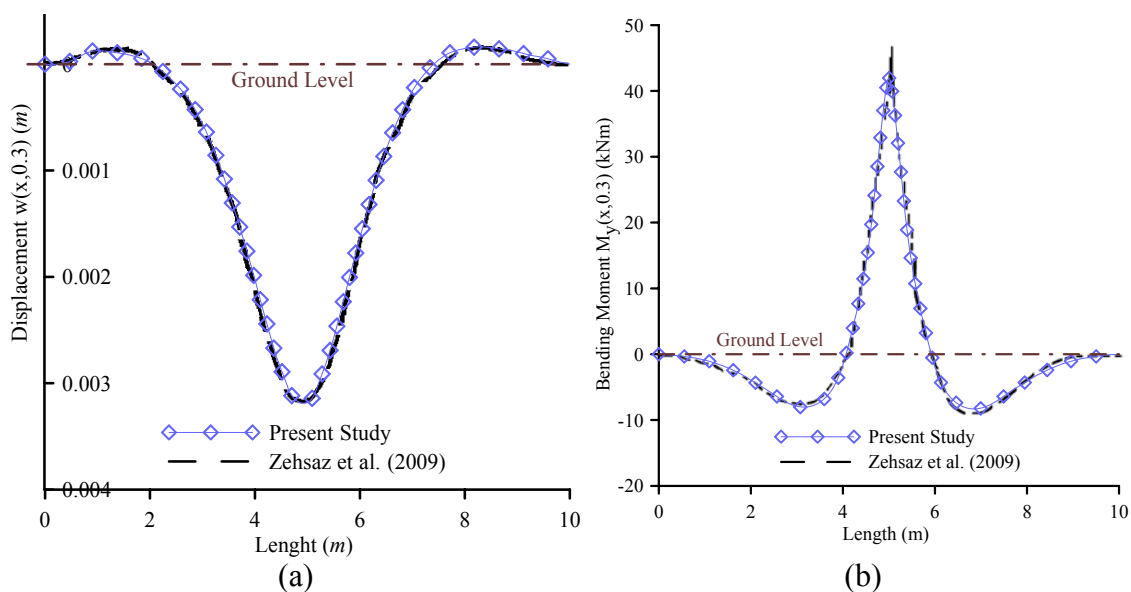 Displacement w(x,0.3) (m)
0
0.001
0.002
0.003
0.004
Ground Level
Present Study
Zehsaz et al. (2009)
0 2 4 6 8 10
Lenght (m)
(a)
Bending Moment My(x,0.3) (kNm)
50
40
30
20
10
0
-10
-20
Ground Level
Present Study
Zehsaz et al. (2009)
0 2 4 6 8 10
Length (m)
(b)